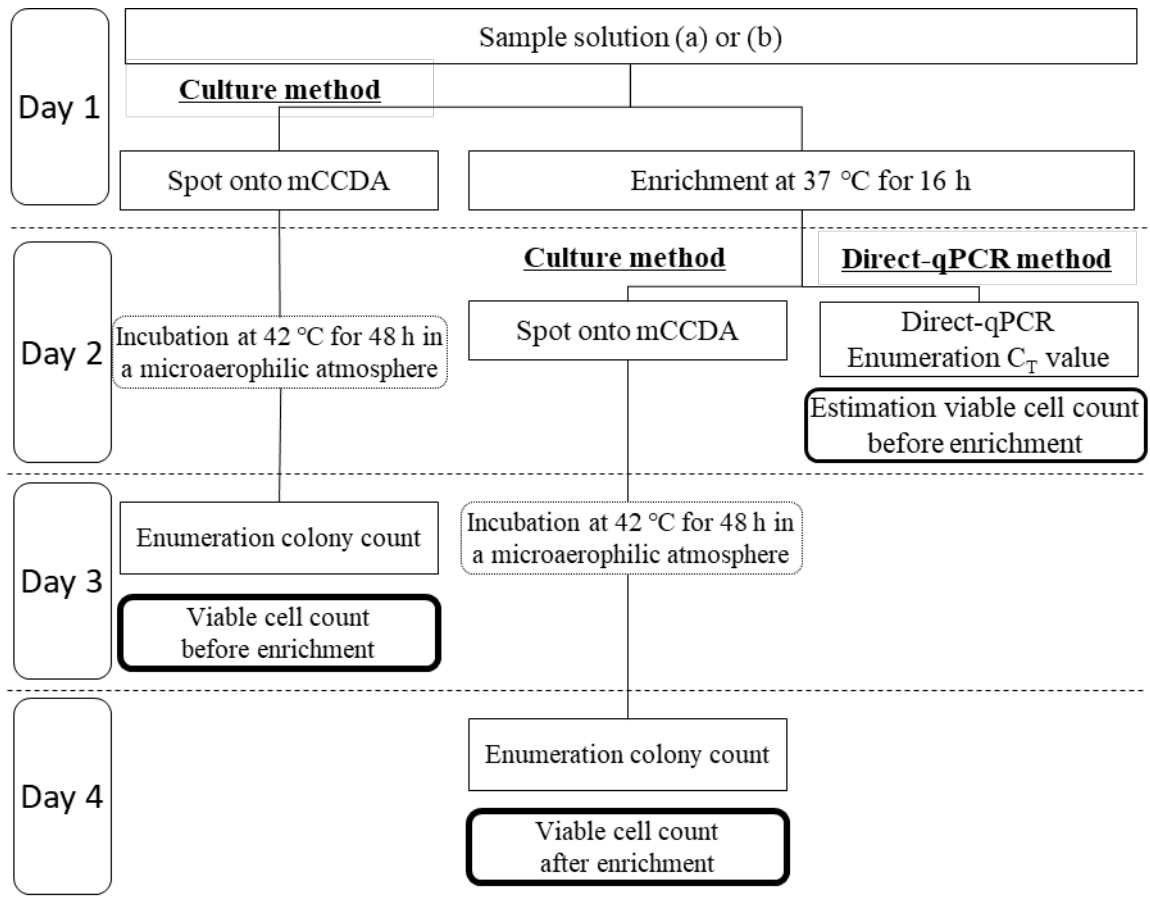 Day 1
Sample solution (a) or (b)
Culture method
Spot onto mCCDA
Enrichment at 37 ℃ for 16 h
Day 2
Culture method
Direct-qPCR method
Incubation at 42 ℃ for 48 h in
a microaerophilic atmosphere
Spot onto mCCDA
Direct-qPCR
Enumeration CT value
Estimation viable cell count
before enrichment
Day 3
Enumeration colony count
Viable cell count
before enrichment
Incubation at 42 ℃ for 48 h in
a microaerophilic atmosphere
Day 4
Enumeration colony count
Viable cell count
after enrichment